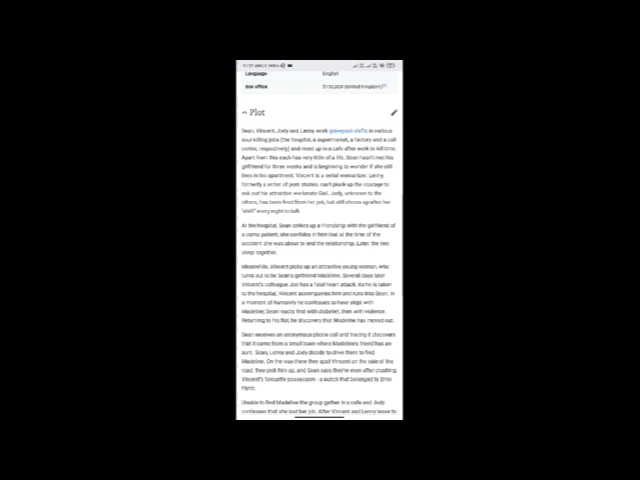 Language English
Box office (United Kingdom)
Plot
Sean, Vincent, Jody and Lenny work graveyard shifts in various
soul-killing jobs (the hospital, a supermarket, a factory and a call
centre, respectively) and meet up in a cafe after work to kill time.
Apart from this each has very little of a life. Sean hasn't met his
girlfriend for three weeks and is beginning to wonder if she still
lives in his apartment. Vincent is a serial womanizer. Lenny,
formerly a writer of porn stories, can't pluck up the courage to
ask out his attractive workmate Gail. Jody, unknown to the
others, has been fired from her job, but still shows up after her
"shift" every night to talk.
At the hospital, Sean strikes up a friendship with the girlfriend of
a coma patient; she confides in him that at the time of the
accident she was about to end the relationship. Later, the two
sleep together.
Meanwhile, Vincent picks up an attractive young woman, who
turns out to be Sean's girlfriend Madeline. Several days later
Vincent's colleague Joe has a fatal heart attack. As he is taken
to the hospital, Vincent accompanies him and runs into Sean. In
a moment of humanity he confesses to have slept with
Madeline; Sean reacts first with disbelief, then with violence.
Returning to his flat, he discovers that Madeline has moved out.
Sean receives an anonymous phone call and tracing it discovers
that it came from a small town where Madeline's friend has an
aunt. Sean, Lenny and Jody decide to drive there to find
Madeline. On the way there they spot Vincent on the side of the
road; they pick him up, and Sean says they're even after crushing
Vincent's favourite possession - a watch that belonged to Errol
Flynn.
Unable to find Madeline the group gather in a cafe and Jody
confesses that she lost her job. After Vincent and Lenny leave to